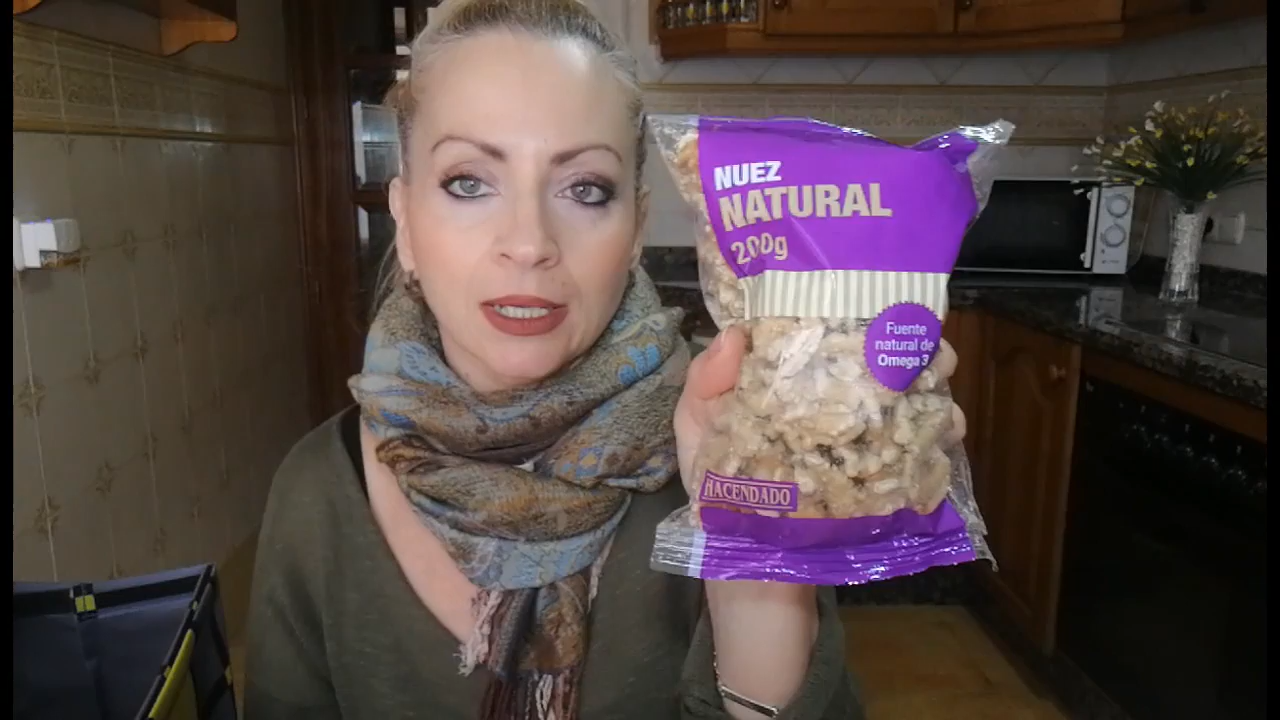 NUEZ
NATURAL
200g
Fuente
natural de
Omega 3
HACENDADO